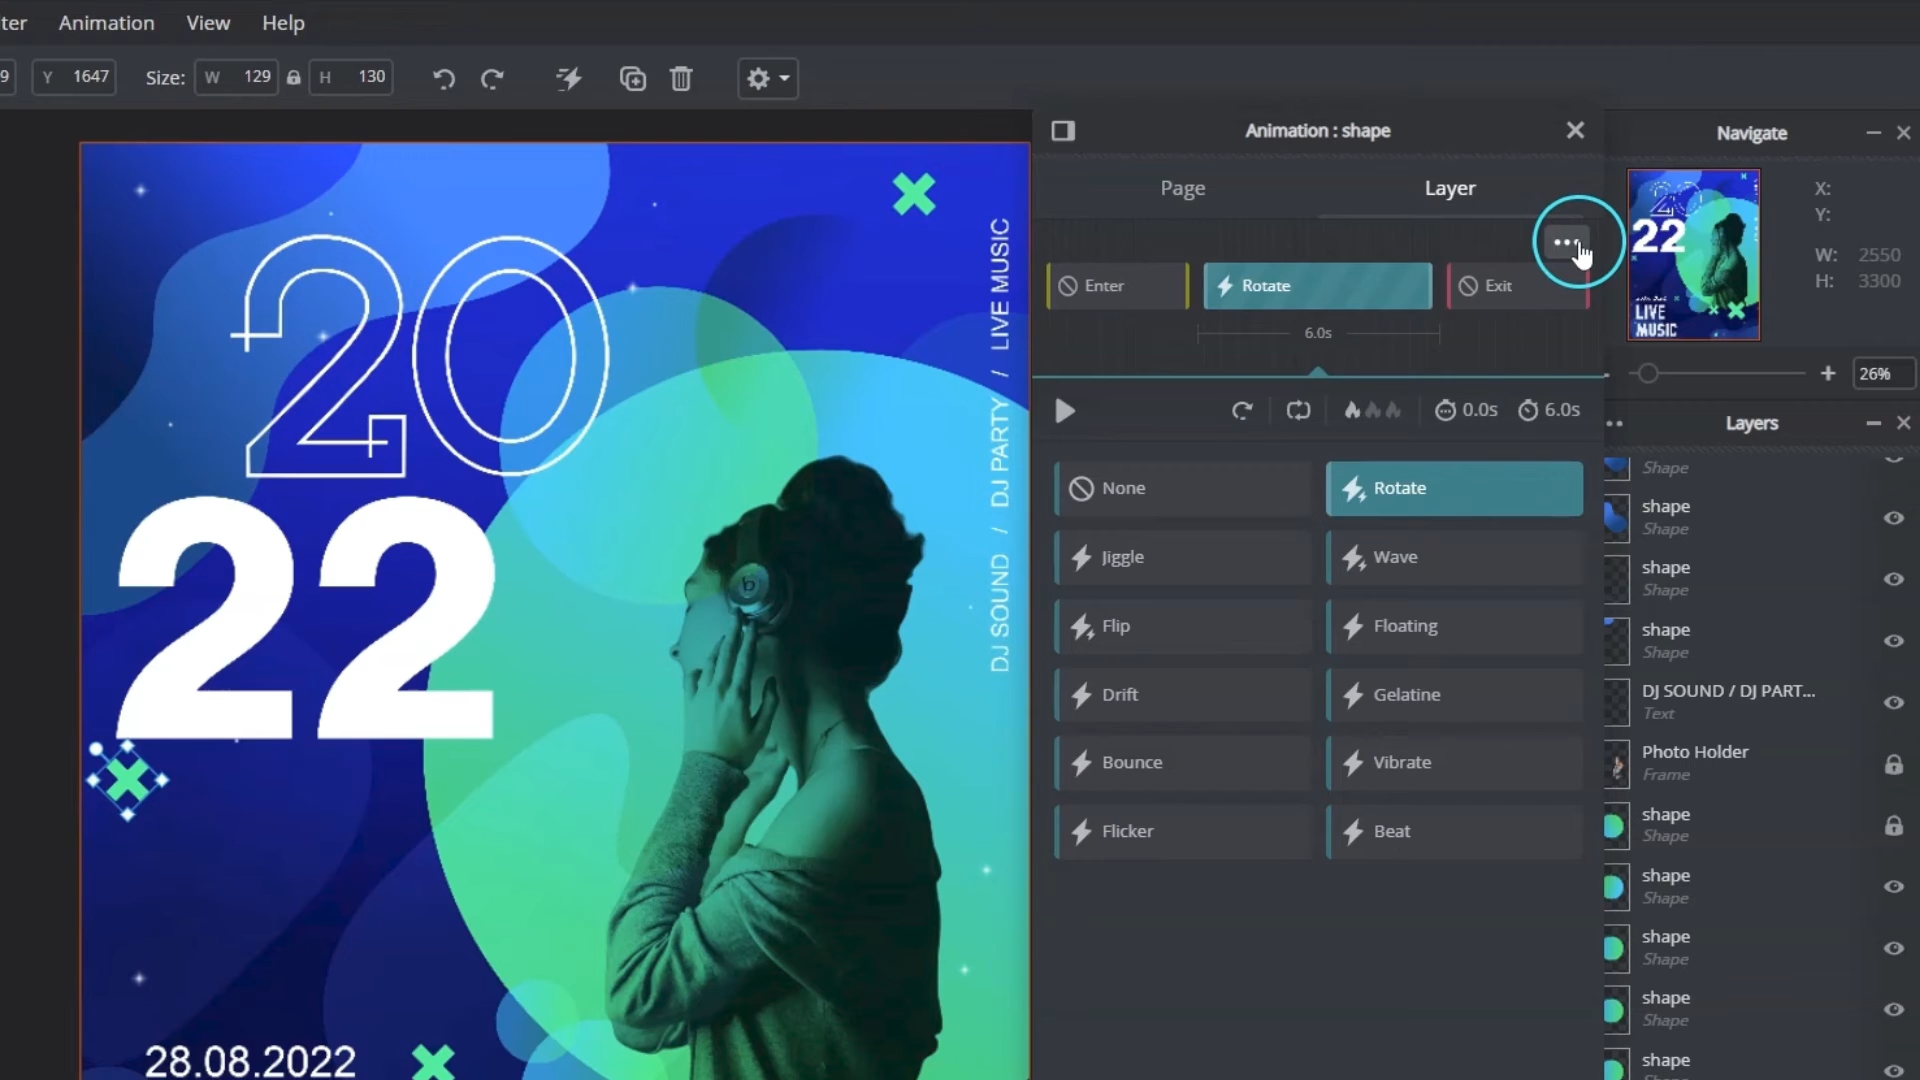 ter Animation View Help
9 Y 1647 Size: W 129 H 130
Animation : shape
Page Layer
Enter Rotate Exit
6.0s
0.0s 6.0s
None Rotate
Jiggle Wave
Flip Floating
Drift Gelatine
Bounce Vibrate
Flicker Beat
20
22
DJ SOUND / DJ PARTY / LIVE MUSIC
28.08.2022
Navigate
20
22
LIVE
MUSIC
X:
Y:
W: 2550
H: 3300
26%
Layers
Shape
shape
Shape
shape
Shape
shape
Shape
DJ SOUND / DJ PART...
Text
Photo Holder
Frame
shape
Shape
shape
Shape
shape
Shape
shape
Shape
shape